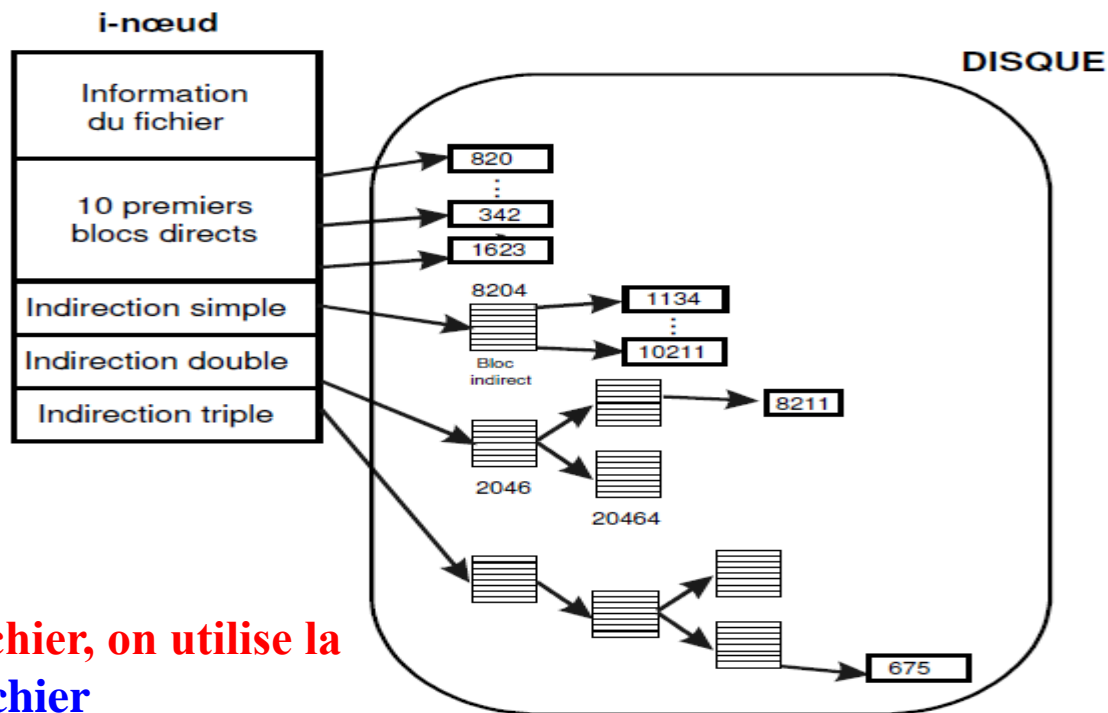 i-nœud
DISQUE
Information
du fichier
10 premiers
blocs directs
Indirection simple
Indirection double
Indirection triple
820
342
1623
8204
Bloc
indirect
1134
10211
2046
20464
8211
675
chier, on utilise la
chier